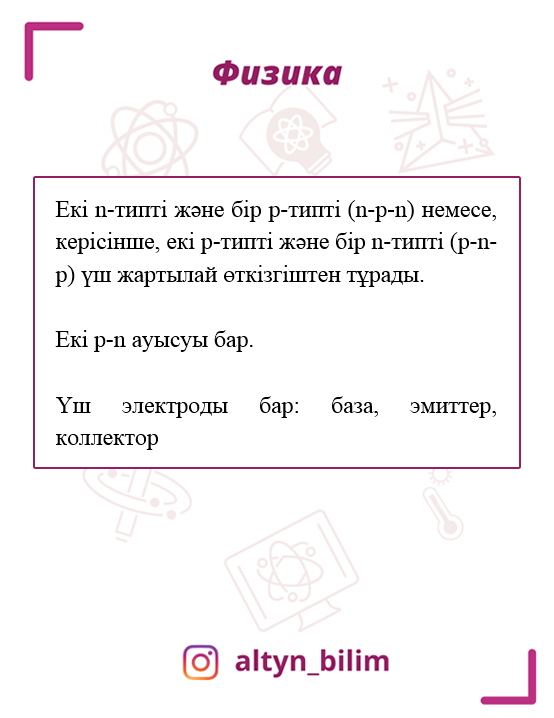 Физика
Екі n-типті және бір p-типті (n-p-n) немесе,
керісінше, екі p-типті және бір n-типті (p-n-
p) үш жартылай өткізгіштен тұрады.
Екі p-n ауысуы бар.
Үш электроды бар: база, эмиттер,
коллектор
altyn_bilim